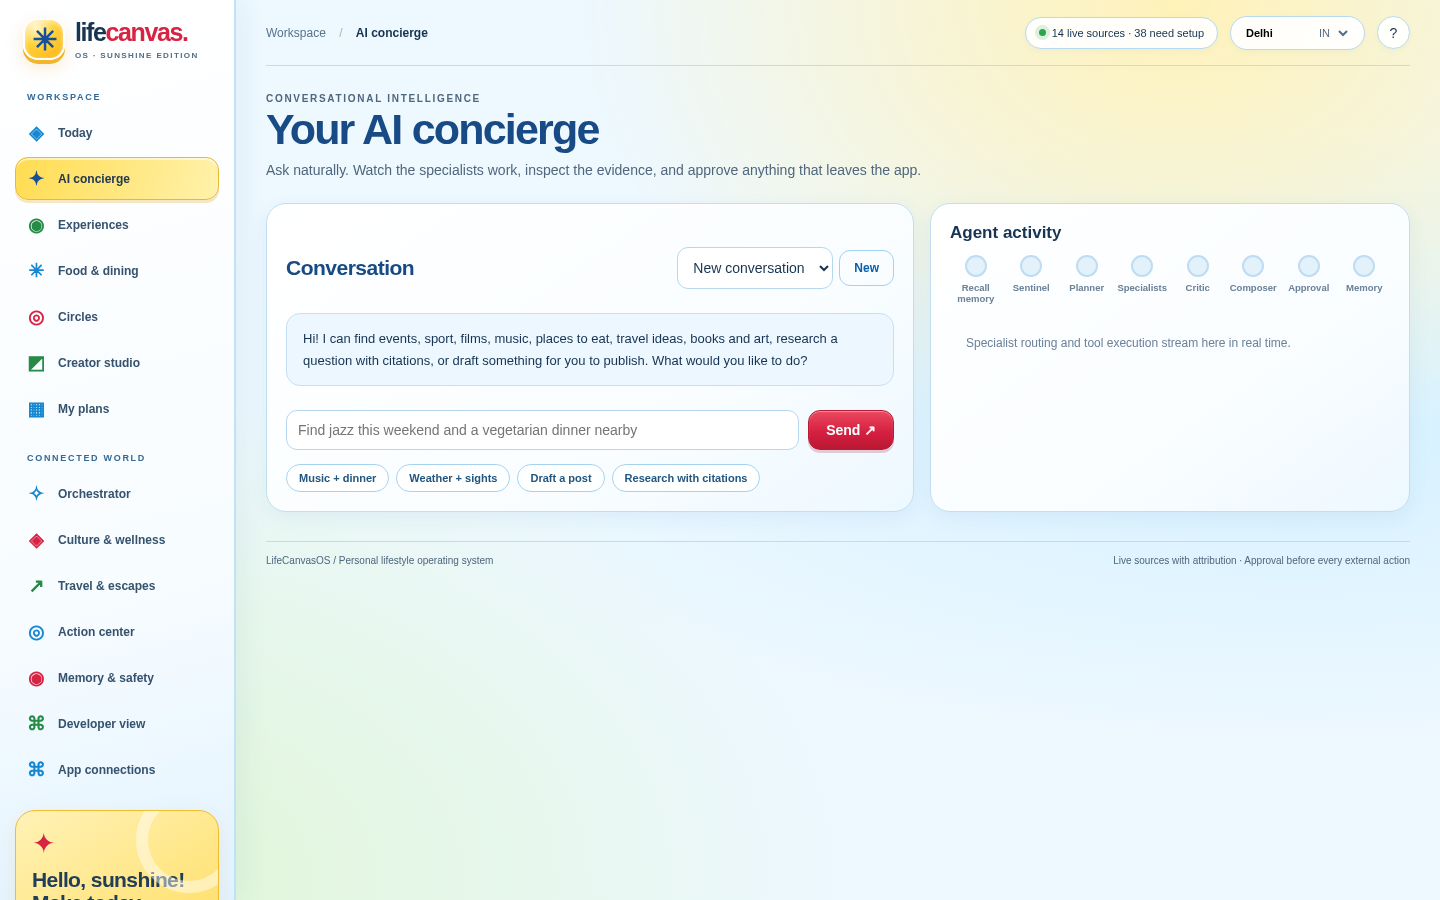 lifecanvas.
OS · SUNSHINE EDITION
WORKSPACE
Today
AI concierge
Experiences
Food & dining
Circles
Creator studio
My plans
CONNECTED WORLD
Orchestrator
Culture & wellness
Travel & escapes
Action center
Memory & safety
Developer view
App connections
Hello, sunshine!
Make today
Workspace / AI concierge
14 live sources · 38 need setup
Delhi IN
?
CONVERSATIONAL INTELLIGENCE
Your AI concierge
Ask naturally. Watch the specialists work, inspect the evidence, and approve anything that leaves the app.
Conversation
New conversation
New
Hi! I can find events, sport, films, music, places to eat, travel ideas, books and art, research a
question with citations, or draft something for you to publish. What would you like to do?
Find jazz this weekend and a vegetarian dinner nearby
Send ↗
Music + dinner
Weather + sights
Draft a post
Research with citations
Agent activity
Recall
memory
Sentinel
Planner
Specialists
Critic
Composer
Approval
Memory
Specialist routing and tool execution stream here in real time.
LifeCanvasOS / Personal lifestyle operating system
Live sources with attribution · Approval before every external action